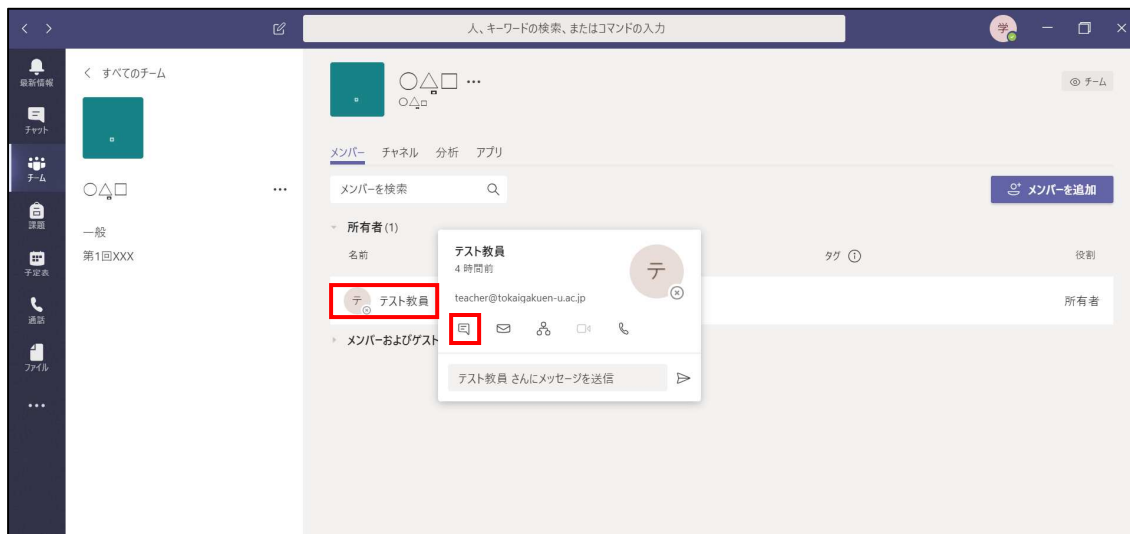 人、キーワードの検索、またはコマンドの入力
学
最新情報
チャット
チーム
課題
予定表
通話
ファイル
すべてのチーム
○△□
一般
第1回XXX
○△□
○△□
チーム
メンバー チャネル 分析 アプリ
メンバーを検索
メンバーを追加
所有者(1)
名前
タグ
役割
テ テスト教員
所有者
メンバーおよびゲスト
テスト教員
4 時間前
テ
teacher@tokaigakuen-u.ac.jp
テスト教員 さんにメッセージを送信